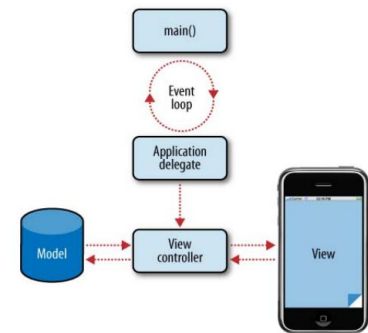 main()
Event
loop
Application
delegate
Model
View
controller
View